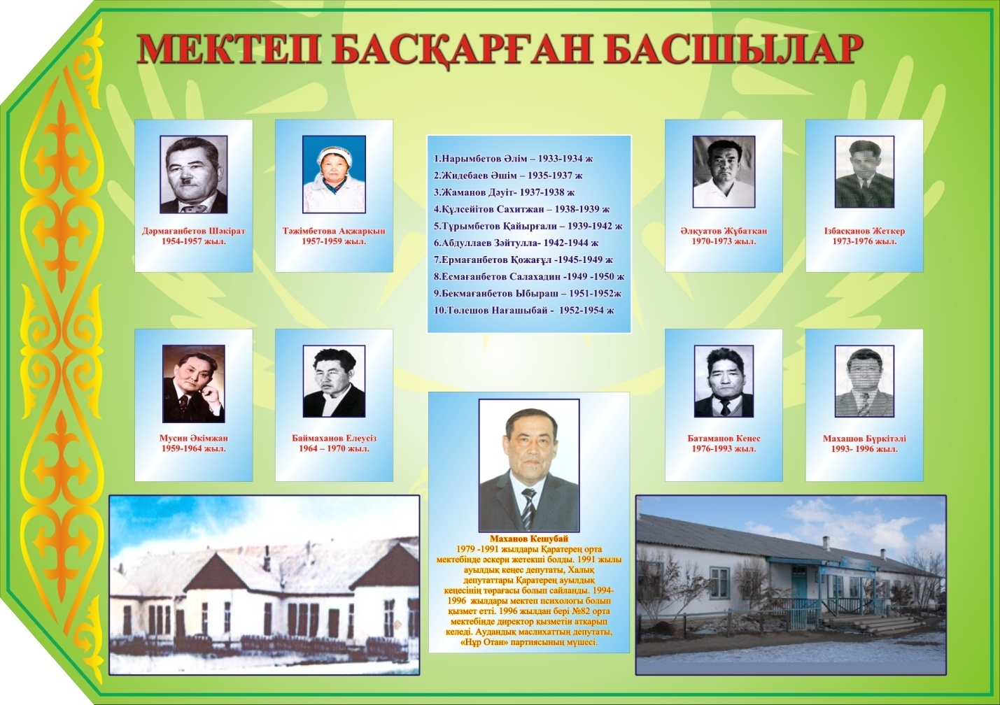 МЕКТЕП БАСҚАРҒАН БАСШЫЛАР
Дәрмағанбетов Шәкірат
1954-1957 жыл.
Тәжімбетова Ақжарқын
1957-1959 жыл.
1.Нарымбетов Әлім – 1933-1934 ж
2.Жидебаев Әшім – 1935-1937 ж
3.Жаманов Дәуіт- 1937-1938 ж
4.Құлсейітов Сахитжан – 1938-1939 ж
5.Тұрымбетов Қайырғали – 1939-1942 ж
6.Абдуллаев Зәйтулла- 1942-1944 ж
7.Ермағанбетов Қожағұл -1945-1949 ж
8.Есмағанбетов Салахадин -1949 -1950 ж
9.Бекмағанбетов Ыбыраш – 1951-1952ж
10.Төлешов Нағашыбай -  1952-1954 ж
Әлқуатов Жұбатқан
1970-1973 жыл.
Ізбасқанов Жеткер
1973-1976 жыл.
Мусин Әкімжан
1959-1964 жыл.
Баймаханов Елеусіз
1964 – 1970 жыл.
Батаманов Кеңес
1976-1993 жыл.
Махашов Бүркітәлі
1993- 1996 жыл.
Маханов Кешубай
1979 -1991 жылдары Қаратерең орта
мектебінде әскери жетекші болды. 1991 жылы
ауылдық кеңес депутаты, Халық
депутаттары Қаратерең ауылдық
кеңесінің төрағасы болып сайланды. 1994-
1996  жылдары мектеп психологы болып
қызмет етті. 1996 жылдан бері №82 орта
мектебінде директор қызметін атқарып
келеді. Аудандық маслихаттың депутаты,
«Нұр Отан» партиясының мүшесі.